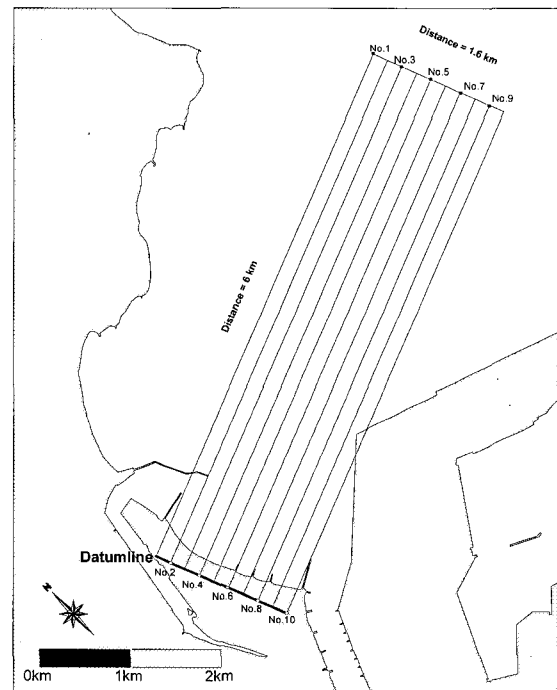 Distance = 1.6 km
No.1
No.3
No.5
No.7
No.9
Distance = 6 km
Datumline
No.2
No.4
No.6
No.8
No.10
N
0km
1km
2km